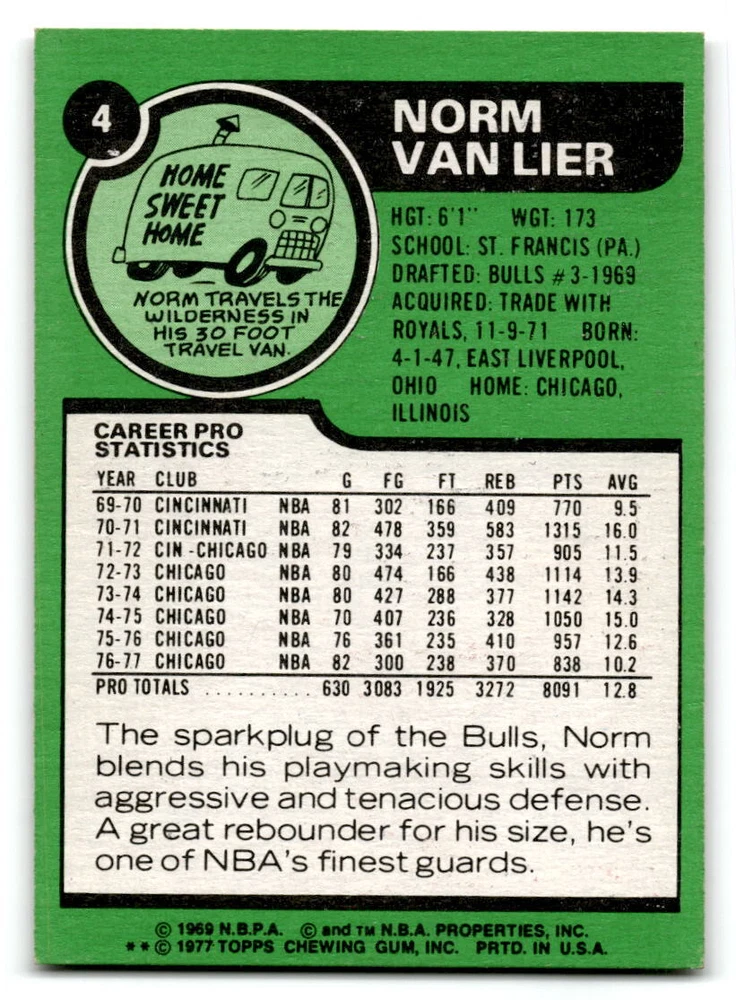 4
NORM
VAN LIER
HOME
SWEET
HOME
NORM TRAVELS THE
WILDERNESS IN
HIS 30 FOOT
TRAVEL VAN.
HGT: 6'1" WGT: 173
SCHOOL: ST. FRANCIS (PA.)
DRAFTED: BULLS #3-1969
ACQUIRED: TRADE WITH
ROYALS, 11-9-71 BORN:
4-1-47, EAST LIVERPOOL,
OHIO HOME: CHICAGO,
ILLINOIS
CAREER PRO
STATISTICS
YEAR CLUB G FG FT REB PTS AVG
69-70 CINCINNATI NBA 81 302 166 409 770 9.5
70-71 CINCINNATI NBA 82 478 359 583 1315 16.0
71-72 CIN-CHICAGO NBA 79 334 237 357 905 11.5
72-73 CHICAGO NBA 80 474 166 438 1114 13.9
73-74 CHICAGO NBA 80 427 288 377 1142 14.3
74-75 CHICAGO NBA 70 407 236 328 1050 15.0
75-76 CHICAGO NBA 76 361 235 410 957 12.6
76-77 CHICAGO NBA 82 300 238 370 838 10.2
PRO TOTALS .......... 630 3083 1925 3272 8091 12.8
The sparkplug of the Bulls, Norm
blends his playmaking skills with
aggressive and tenacious defense.
A great rebounder for his size, he's
one of NBA's finest guards.
© 1969 N.B.P.A. © and TM N.B.A. PROPERTIES, INC.
**© 1977 TOPPS CHEWING GUM, INC. PRTD. IN U.S.A.